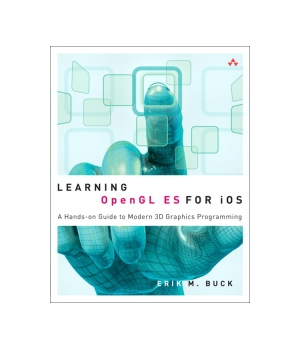 LEARNING
OpenGL ES FOR iOS
A Hands-on Guide to Modern 3D Graphics Programming
ERIK M. BUCK